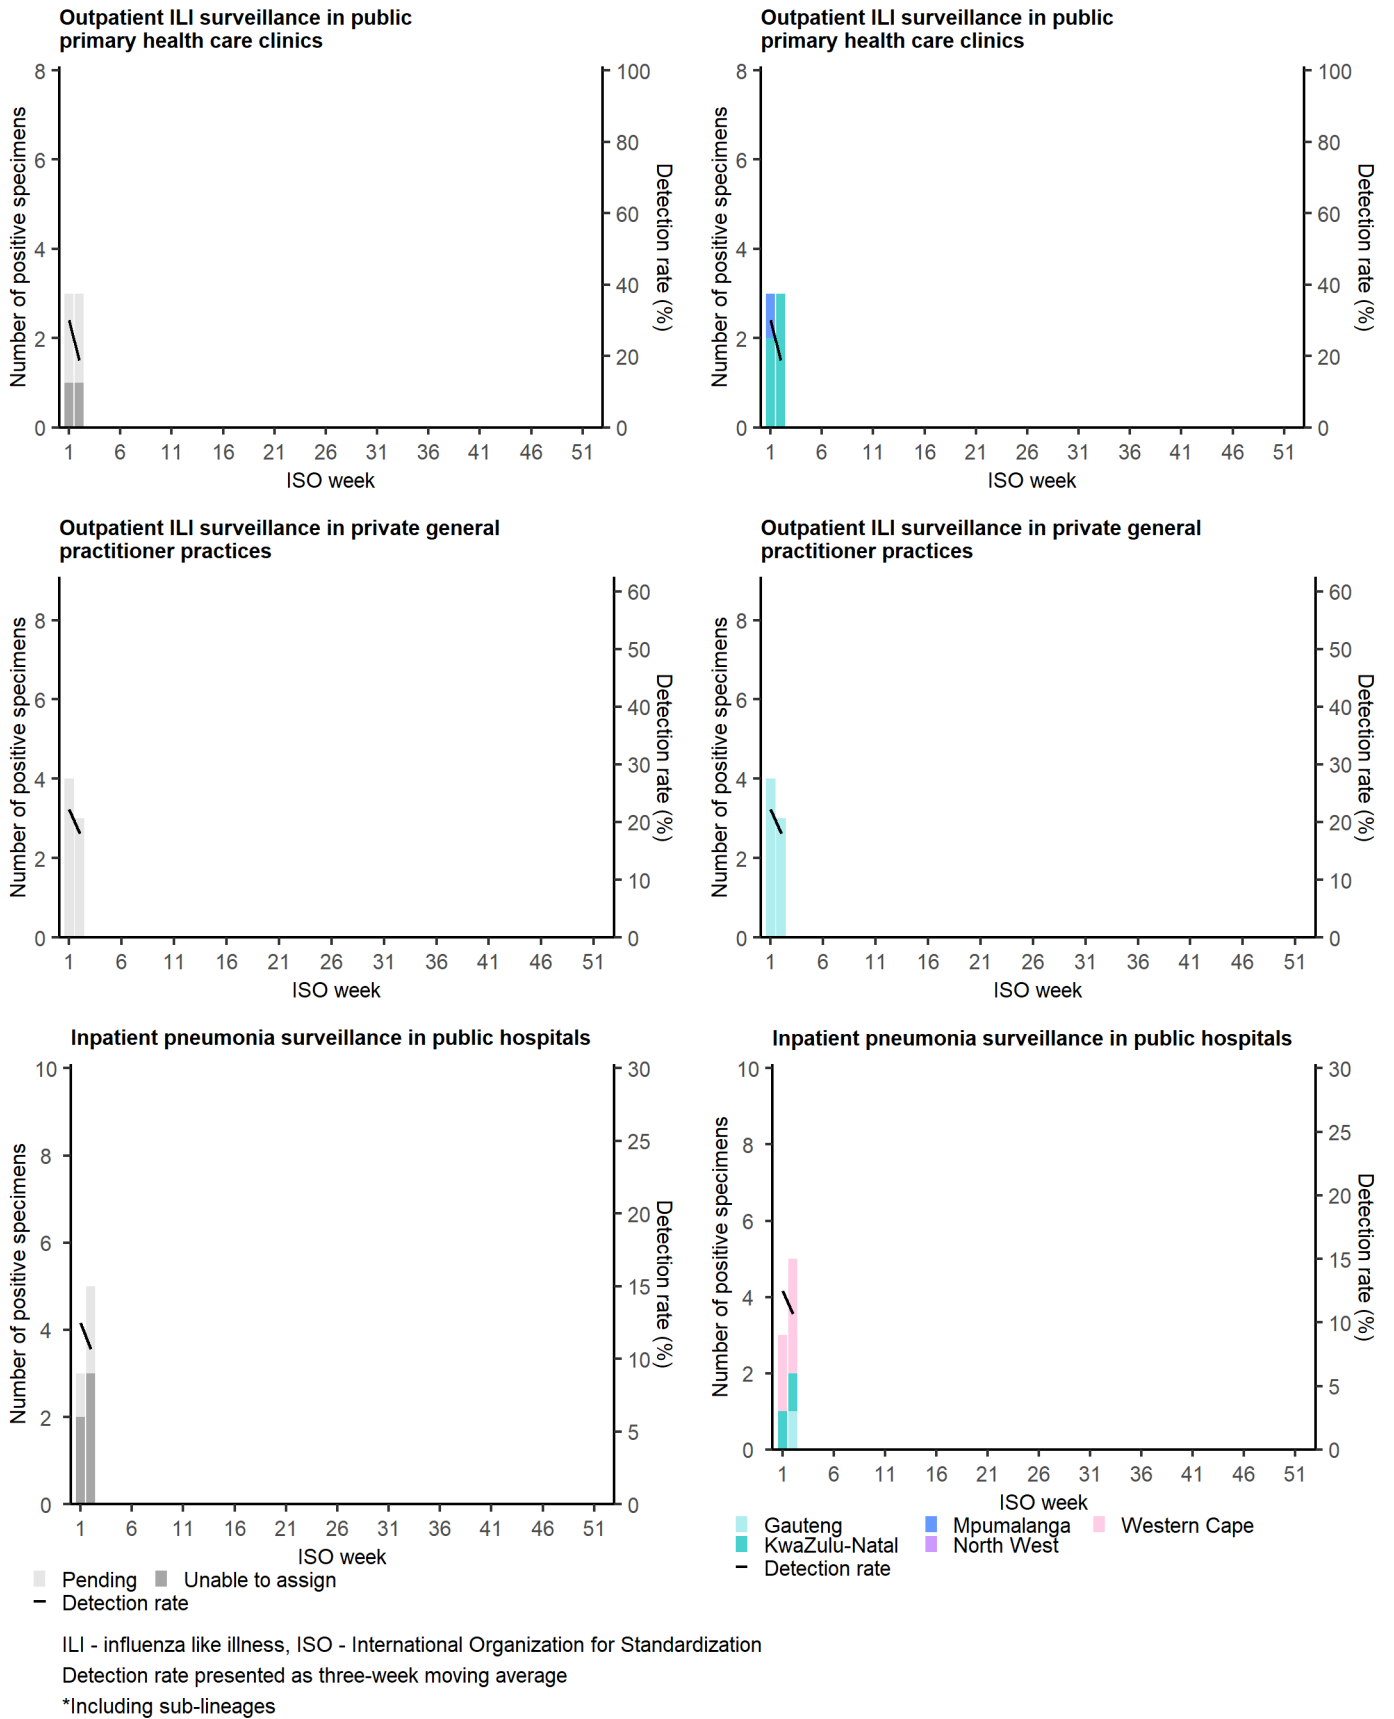 Outpatient ILI surveillance in public
primary health care clinics
Number of positive specimens
8
6
4
2
0
100
80
60
40
20
0
Detection rate (%)
1 6 11 16 21 26 31 36 41 46 51
ISO week
Outpatient ILI surveillance in public
primary health care clinics
Number of positive specimens
8
6
4
2
0
100
80
60
40
20
0
Detection rate (%)
1 6 11 16 21 26 31 36 41 46 51
ISO week
Outpatient ILI surveillance in private general
practitioner practices
Number of positive specimens
8
6
4
2
0
60
50
40
30
20
10
0
Detection rate (%)
1 6 11 16 21 26 31 36 41 46 51
ISO week
Outpatient ILI surveillance in private general
practitioner practices
Number of positive specimens
8
6
4
2
0
60
50
40
30
20
10
0
Detection rate (%)
1 6 11 16 21 26 31 36 41 46 51
ISO week
Inpatient pneumonia surveillance in public hospitals
Number of positive specimens
10
8
6
4
2
0
30
25
20
15
10
5
0
Detection rate (%)
1 6 11 16 21 26 31 36 41 46 51
ISO week
Pending Unable to assign
Detection rate
Inpatient pneumonia surveillance in public hospitals
Number of positive specimens
10
8
6
4
2
0
30
25
20
15
10
5
0
Detection rate (%)
1 6 11 16 21 26 31 36 41 46 51
ISO week
Gauteng Mpumalanga Western Cape
KwaZulu-Natal North West
Detection rate
ILI - influenza like illness, ISO - International Organization for Standardization
Detection rate presented as three-week moving average
*Including sub-lineages